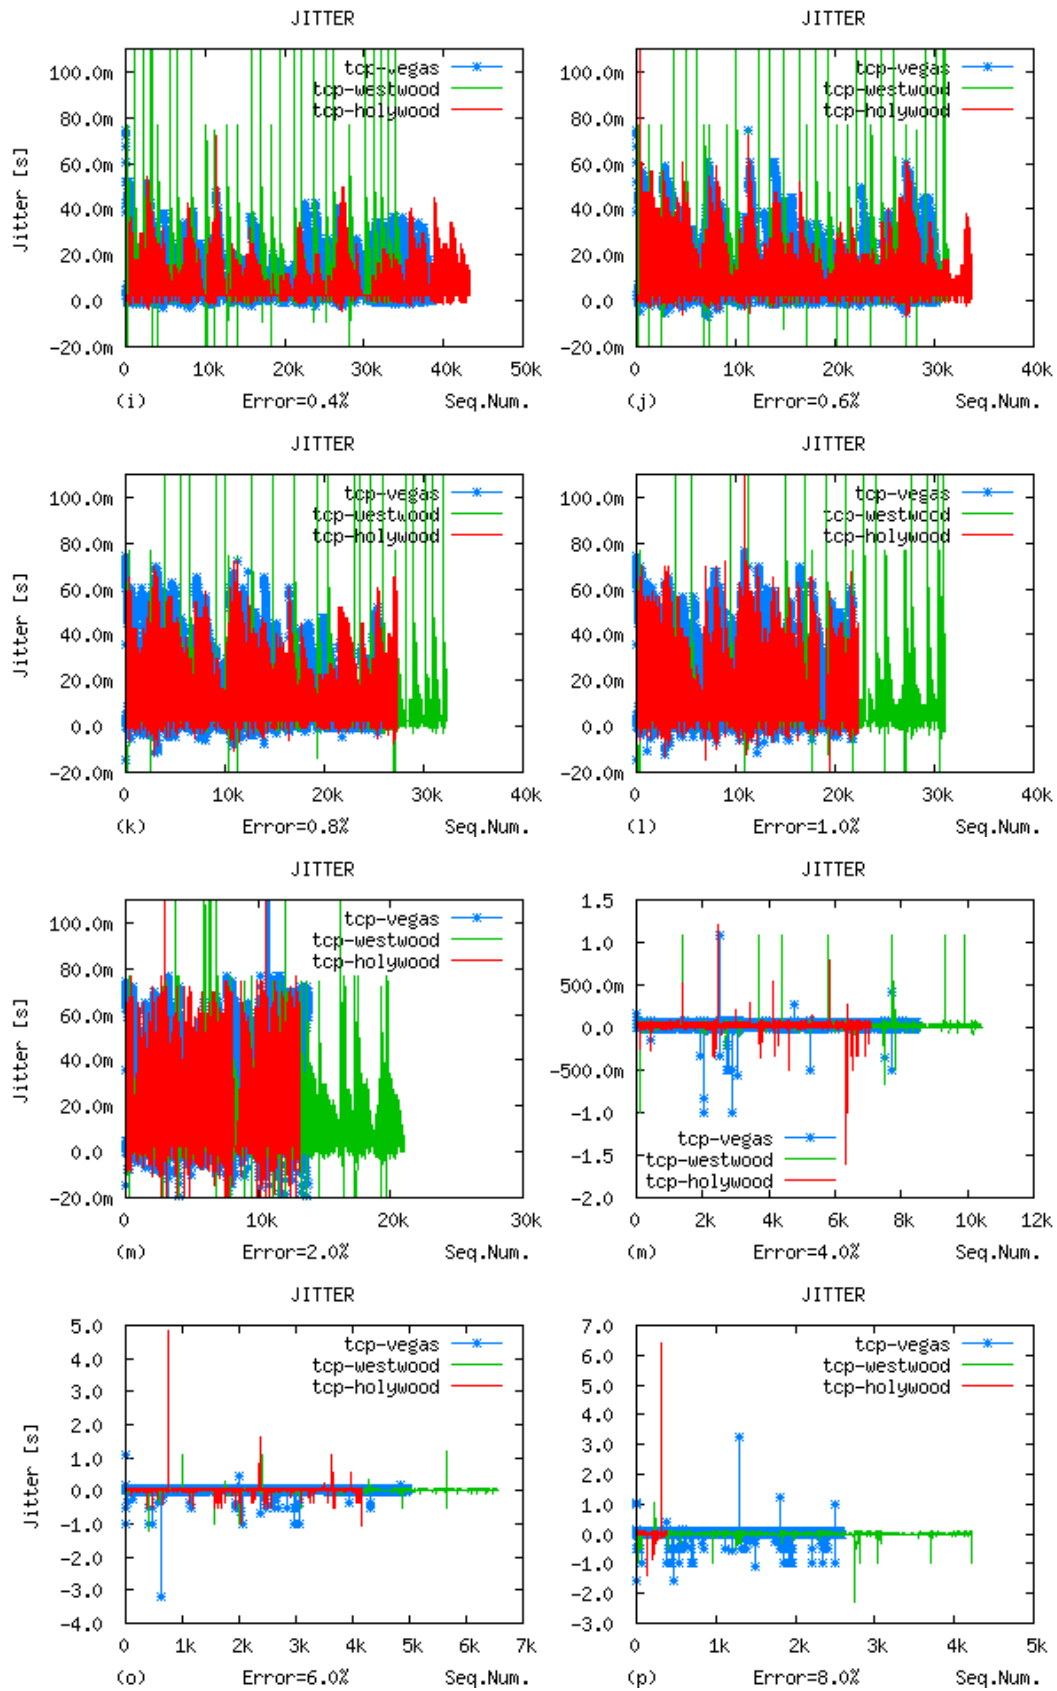 JITTER
JITTER
100.0m
80.0m
60.0m
40.0m
20.0m
0.0
-20.0m
Jitter [s]
tcp-vegas
tcp-westwood
tcp-holywood
0 10k 20k 30k 40k 50k
(i) Error=0.4% Seq.Num.
100.0m
80.0m
60.0m
40.0m
20.0m
0.0
-20.0m
tcp-vegas
tcp-westwood
tcp-holywood
0 10k 20k 30k 40k
(j) Error=0.6% Seq.Num.
JITTER
JITTER
100.0m
80.0m
60.0m
40.0m
20.0m
0.0
-20.0m
Jitter [s]
tcp-vegas
tcp-westwood
tcp-holywood
0 10k 20k 30k 40k
(k) Error=0.8% Seq.Num.
100.0m
80.0m
60.0m
40.0m
20.0m
0.0
-20.0m
tcp-vegas
tcp-westwood
tcp-holywood
0 10k 20k 30k 40k
(l) Error=1.0% Seq.Num.
JITTER
JITTER
100.0m
80.0m
60.0m
40.0m
20.0m
0.0
-20.0m
Jitter [s]
tcp-vegas
tcp-westwood
tcp-holywood
0 10k 20k 30k
(m) Error=2.0% Seq.Num.
1.5
1.0
500.0m
0.0
-500.0m
-1.0
-1.5
-2.0
tcp-vegas
tcp-westwood
tcp-holywood
0 2k 4k 6k 8k 10k 12k
(m) Error=4.0% Seq.Num.
JITTER
JITTER
5.0
4.0
3.0
2.0
1.0
0.0
-1.0
-2.0
-3.0
-4.0
Jitter [s]
tcp-vegas
tcp-westwood
tcp-holywood
0 1k 2k 3k 4k 5k 6k 7k
(o) Error=6.0% Seq.Num.
7.0
6.0
5.0
4.0
3.0
2.0
1.0
0.0
-1.0
-2.0
-3.0
tcp-vegas
tcp-westwood
tcp-holywood
0 1k 2k 3k 4k 5k
(p) Error=8.0% Seq.Num.